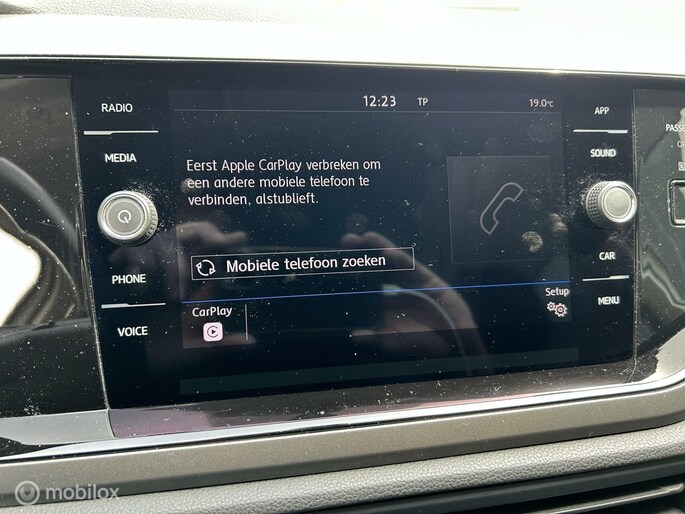 12:23 TP 19.0°C
RADIO
MEDIA
PHONE
VOICE
Eerst Apple CarPlay verbreken om
een andere mobiele telefoon te
verbinden, alstublieft.
Mobiele telefoon zoeken
CarPlay
Setup
APP
SOUND
CAR
MENU
PASSE
mobilox